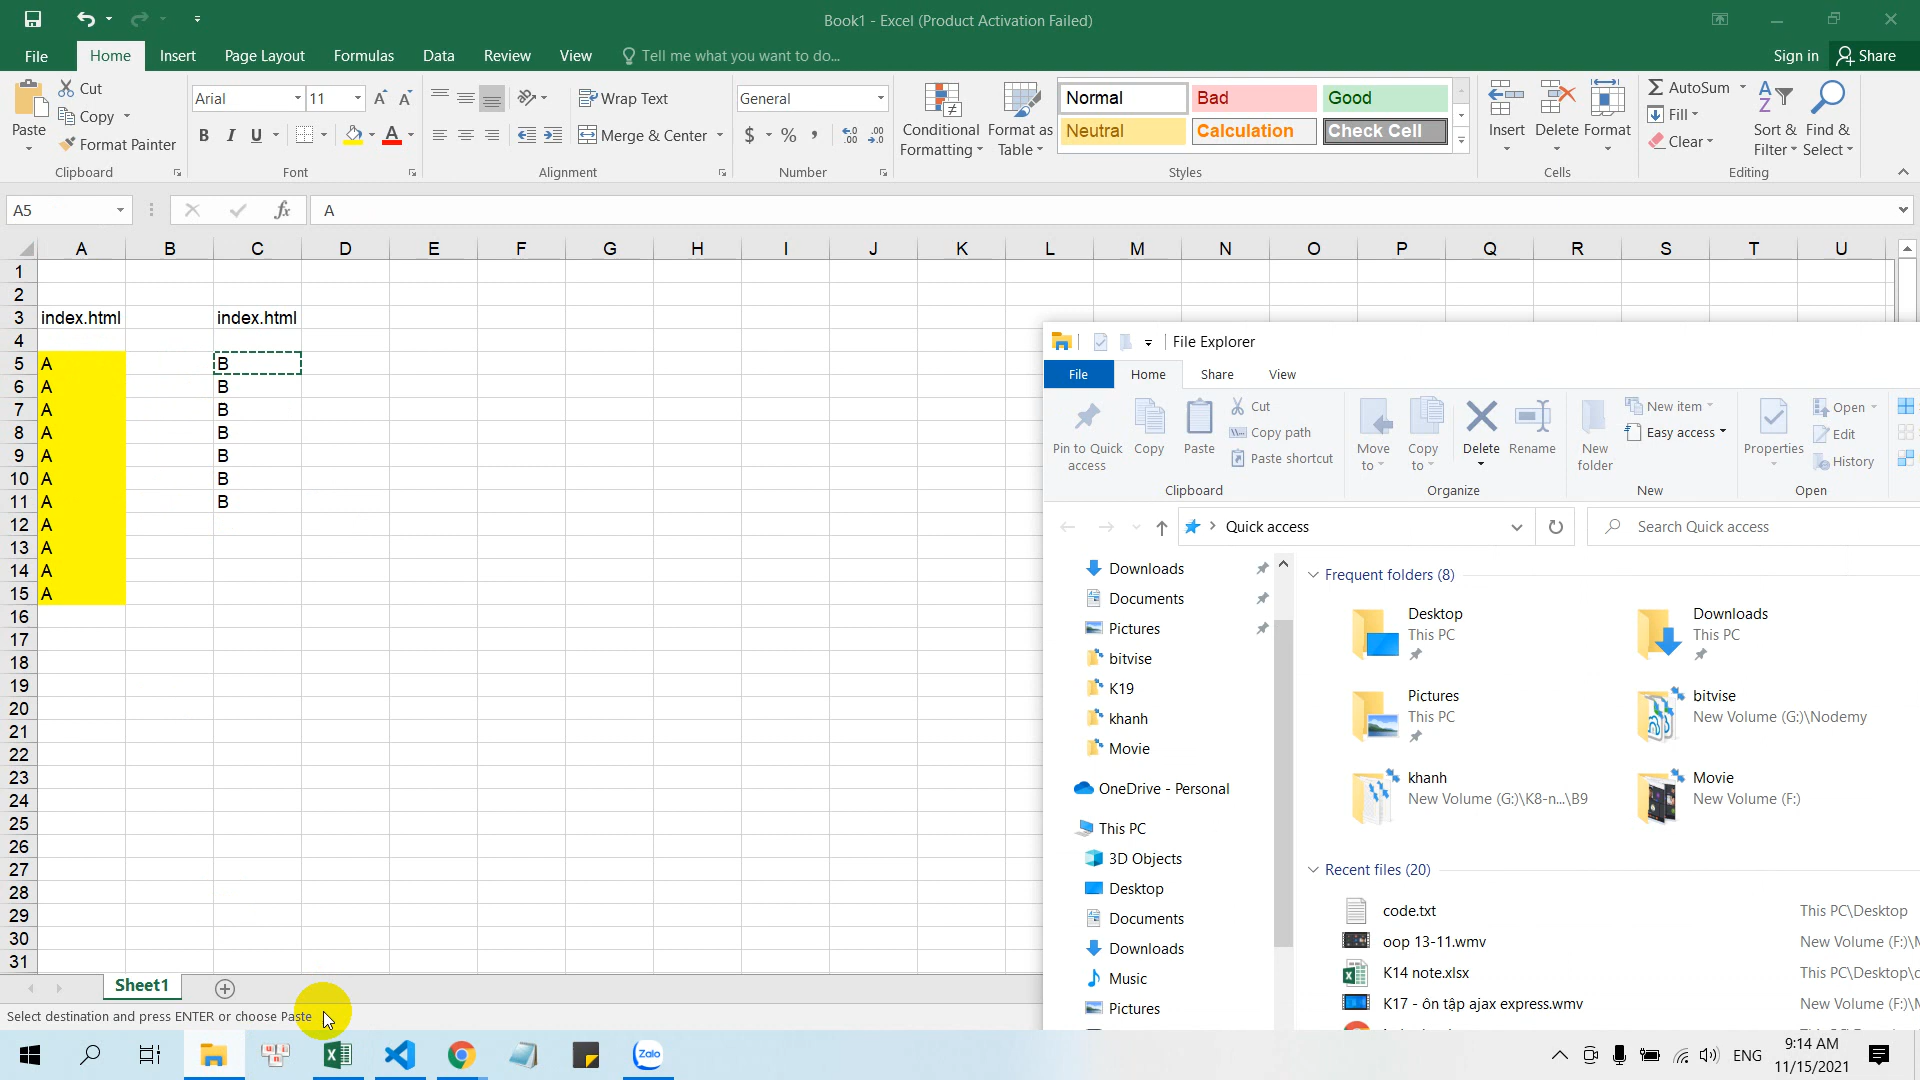 Book1 - Excel (Product Activation Failed)
File Home Insert Page Layout Formulas Data Review View Tell me what you want to do... Sign in Share
Paste Cut Copy Format Painter Clipboard
Arial 11 B I U A Font
Wrap Text Merge & Center Alignment
General $ % , Number
Conditional Formatting Format as Table
Normal Bad Good
Neutral Calculation Check Cell
Styles
Insert Delete Format Cells
AutoSum Fill Clear Sort & Filter Find & Select Editing
A5 fx A
A B C D E F G H I J K L M N O P Q R S T U
1
2
3 index.html index.html
4
5 A B
6 A B
7 A B
8 A B
9 A B
10 A B
11 A B
12 A
13 A
14 A
15 A
16
17
18
19
20
21
22
23
24
25
26
27
28
29
30
31
Sheet1
Select destination and press ENTER or choose Paste
File Explorer
File Home Share View
Pin to Quick access Copy Paste Cut Copy path Paste shortcut Clipboard
Move to Copy to Delete Rename Organize
New folder New item Easy access New
Properties Open Edit History Open
Quick access Search Quick access
Downloads
Documents
Pictures
bitvise
K19
khanh
Movie
OneDrive - Personal
This PC
3D Objects
Desktop
Documents
Downloads
Music
Pictures
Frequent folders (8)
Desktop
This PC
Downloads
This PC
Pictures
This PC
bitvise
New Volume (G:)\Nodemy
khanh
New Volume (G:)\K8-n...\B9
Movie
New Volume (F:)
Recent files (20)
code.txt This PC\Desktop
oop 13-11.wmv New Volume (F:)\
K14 note.xlsx This PC\Desktop\
K17 - ôn tập ajax express.wmv New Volume (F:)\
Zalo
ENG
9:14 AM
11/15/2021